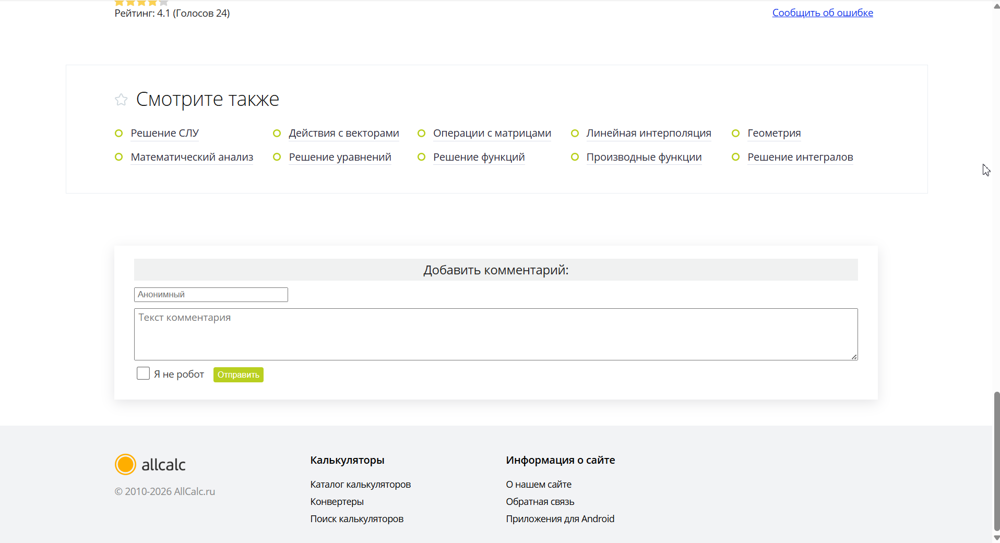 Рейтинг: 4.1 (Голосов 24)
Сообщить об ошибке
Смотрите также
Решение СЛУ
Действия с векторами
Операции с матрицами
Линейная интерполяция
Геометрия
Математический анализ
Решение уравнений
Решение функций
Производные функции
Решение интегралов
Добавить комментарий:
Анонимный
Текст комментария
Я не робот
Отправить
allcalc
© 2010-2026 AllCalc.ru
Калькуляторы
Каталог калькуляторов
Конвертеры
Поиск калькуляторов
Информация о сайте
О нашем сайте
Обратная связь
Приложения для Android